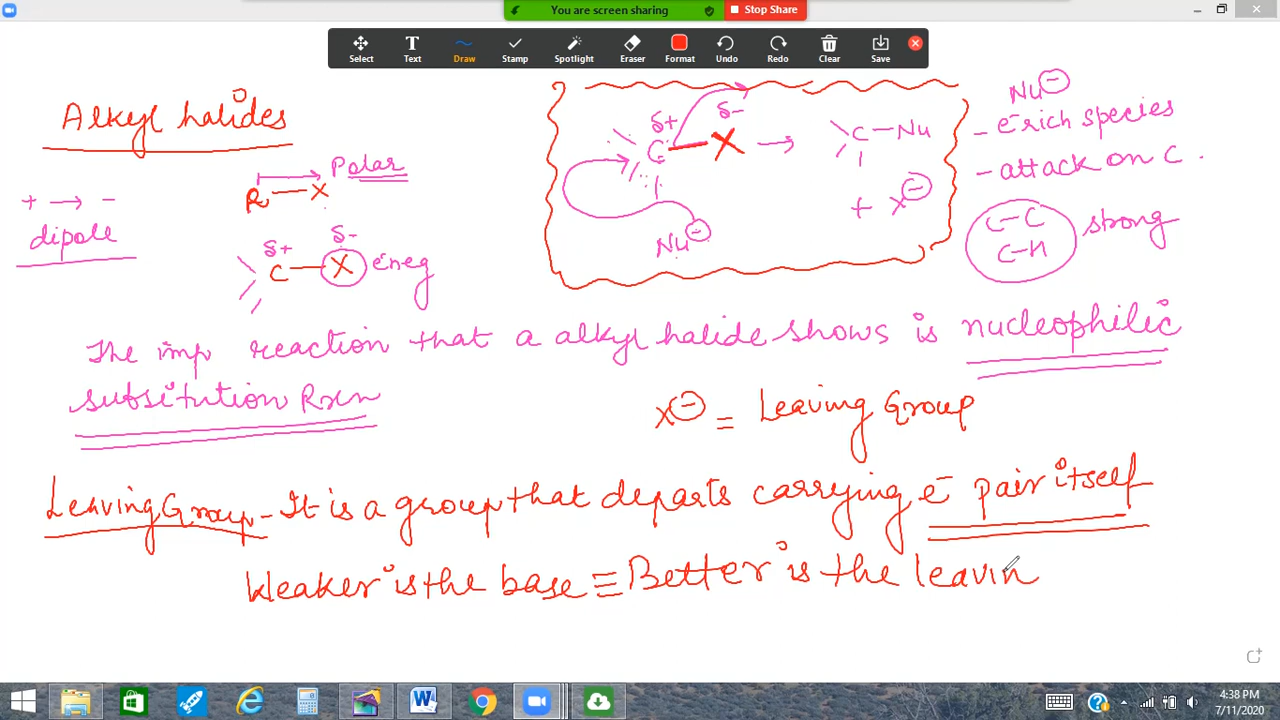 You are screen sharing
Stop Share
Select Text Draw Stamp Spotlight Eraser Format Undo Redo Clear Save
Alkyl halides
R — X Polar
+ → −
dipole
δ+ δ-
C — X
δ+ δ-
C — X →
C — Nu
+ X⊖
Nu⊖
Nu⊖
- e⁻ rich species
- attack on C .
C-C
C-H
strong
The imp reaction that a alkyl halide shows is nucleophilic
substitution Rxn
X⊖ = Leaving Group
Leaving Group - It is a group that departs carrying e⁻ pair itself
Weaker is the base ≡ Better is the leavin
4:38 PM
7/11/2020